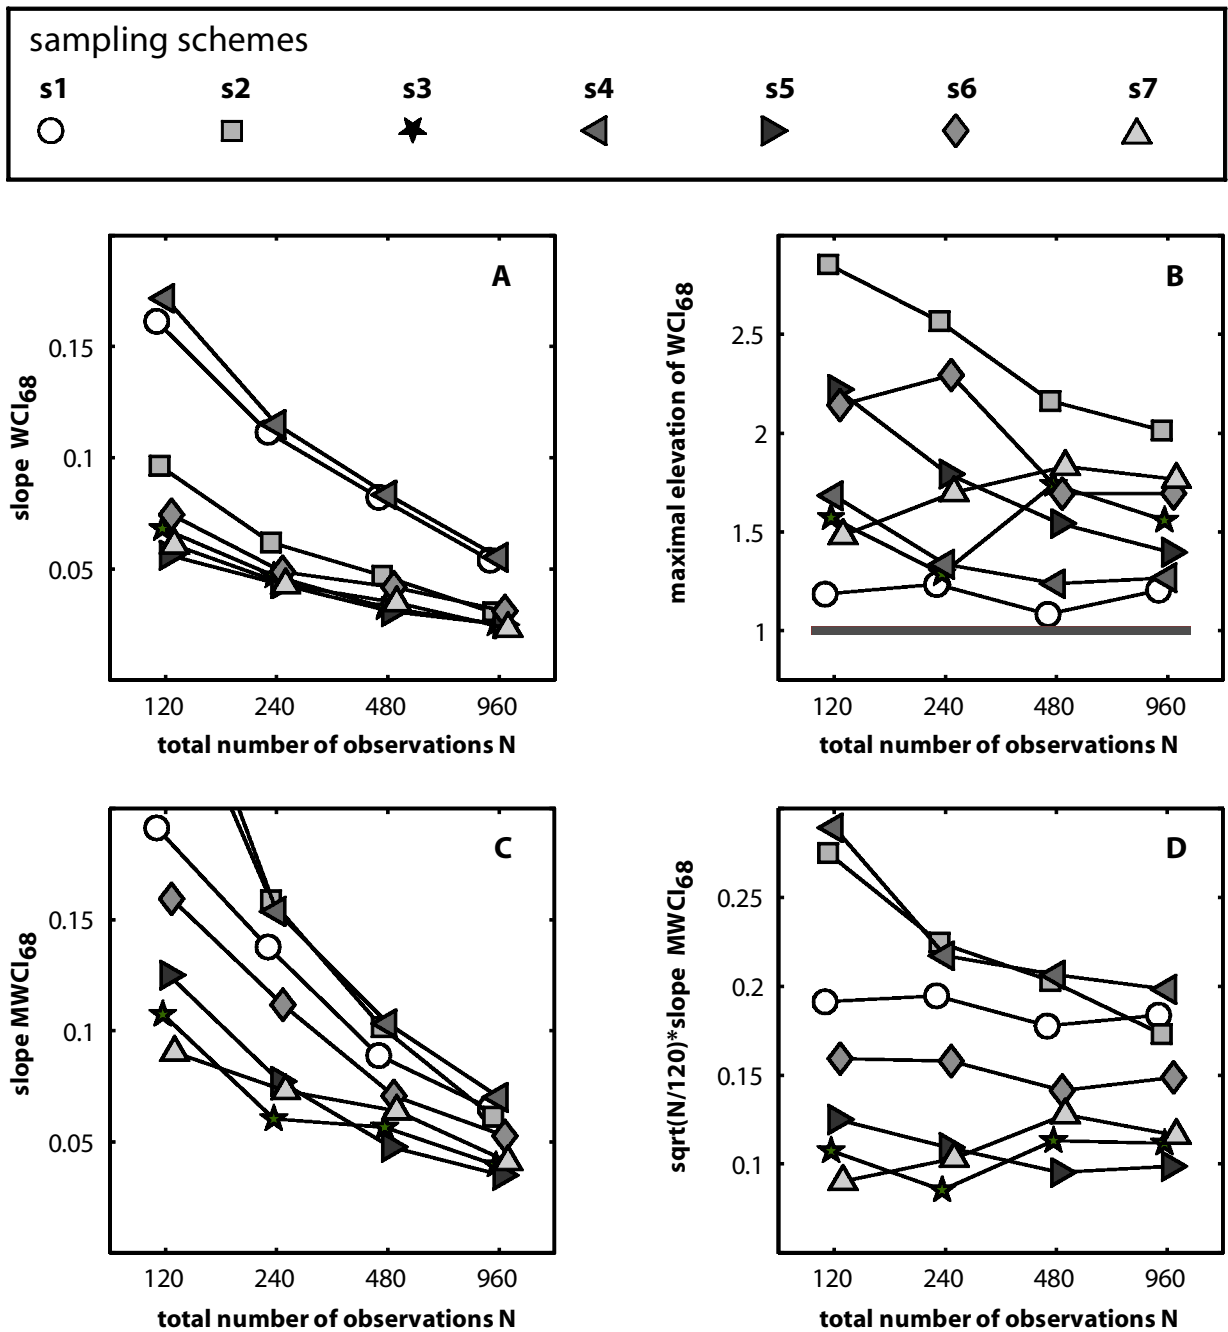 sampling schemes
s1 s2 s3 s4 s5 s6 s7
A
slope WCI68
0.15
0.1
0.05
120 240 480 960
total number of observations N
B
maximal elevation of WCI68
2.5
2
1.5
1
120 240 480 960
total number of observations N
C
slope MWCI68
0.15
0.1
0.05
120 240 480 960
total number of observations N
D
sqrt(N/120)*slope MWCI68
0.25
0.2
0.15
0.1
120 240 480 960
total number of observations N